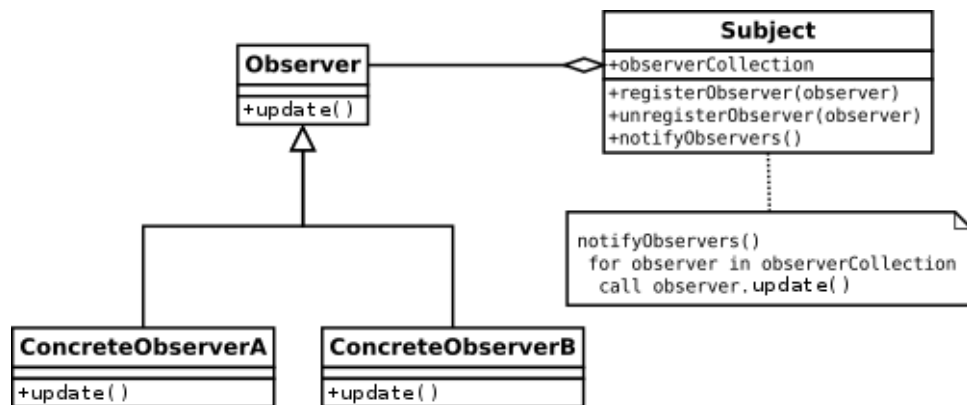 Observer
+update()
Subject
+observerCollection
+registerObserver(observer)
+unregisterObserver(observer)
+notifyObservers()
notifyObservers()
for observer in observerCollection
call observer.update()
ConcreteObserverA
+update()
ConcreteObserverB
+update()